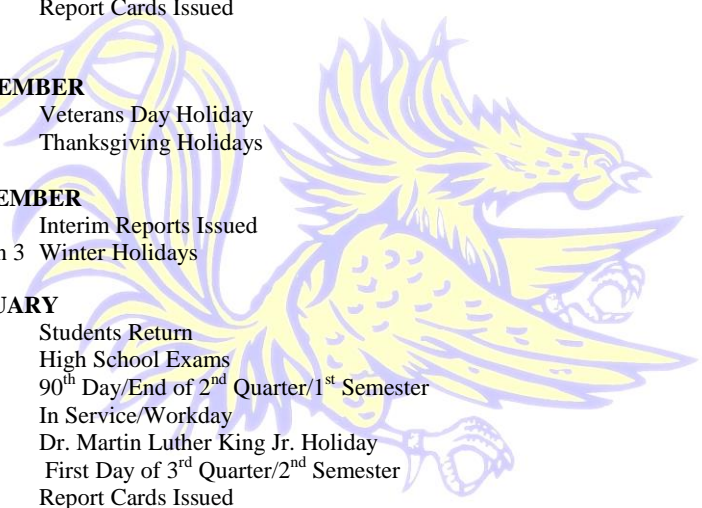 Report Cards Issued
EMBER
Veterans Day Holiday
Thanksgiving Holidays
EMBER
Interim Reports Issued
n 3 Winter Holidays
UARY
Students Return
High School Exams
90th Day/End of 2nd Quarter/1st Semester
In Service/Workday
Dr. Martin Luther King Jr. Holiday
First Day of 3rd Quarter/2nd Semester
Report Cards Issued